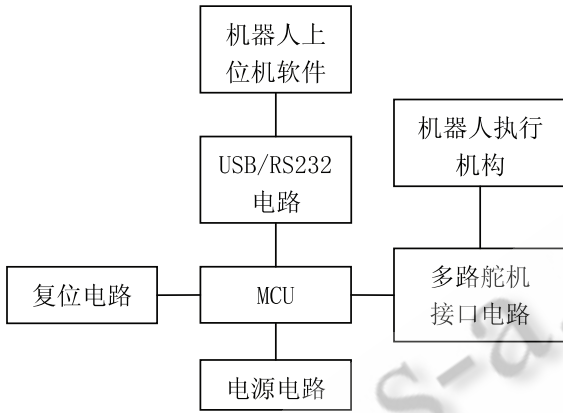 机器人上
位机软件
机器人执行
机构
USB/RS232
电路
复位电路
MCU
多路舵机
接口电路
电源电路
s-a